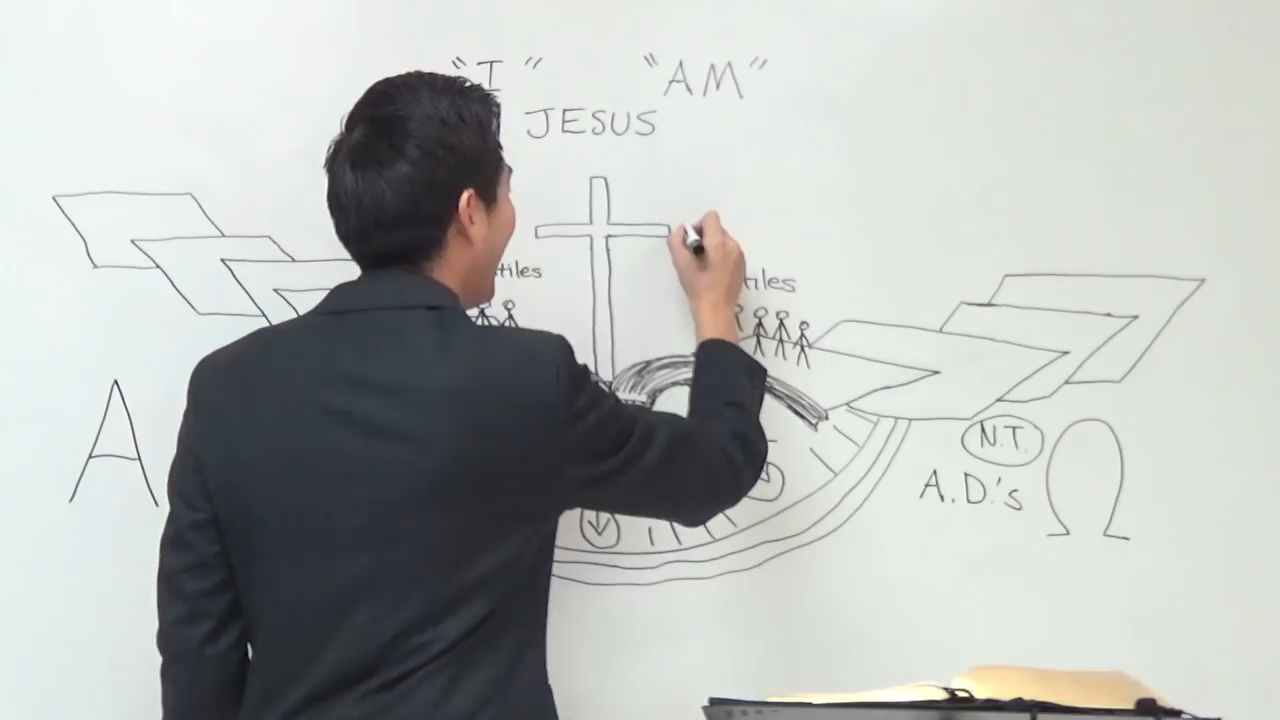 "I" "AM"
JESUS
A
N.T.
A.D.'s Ω